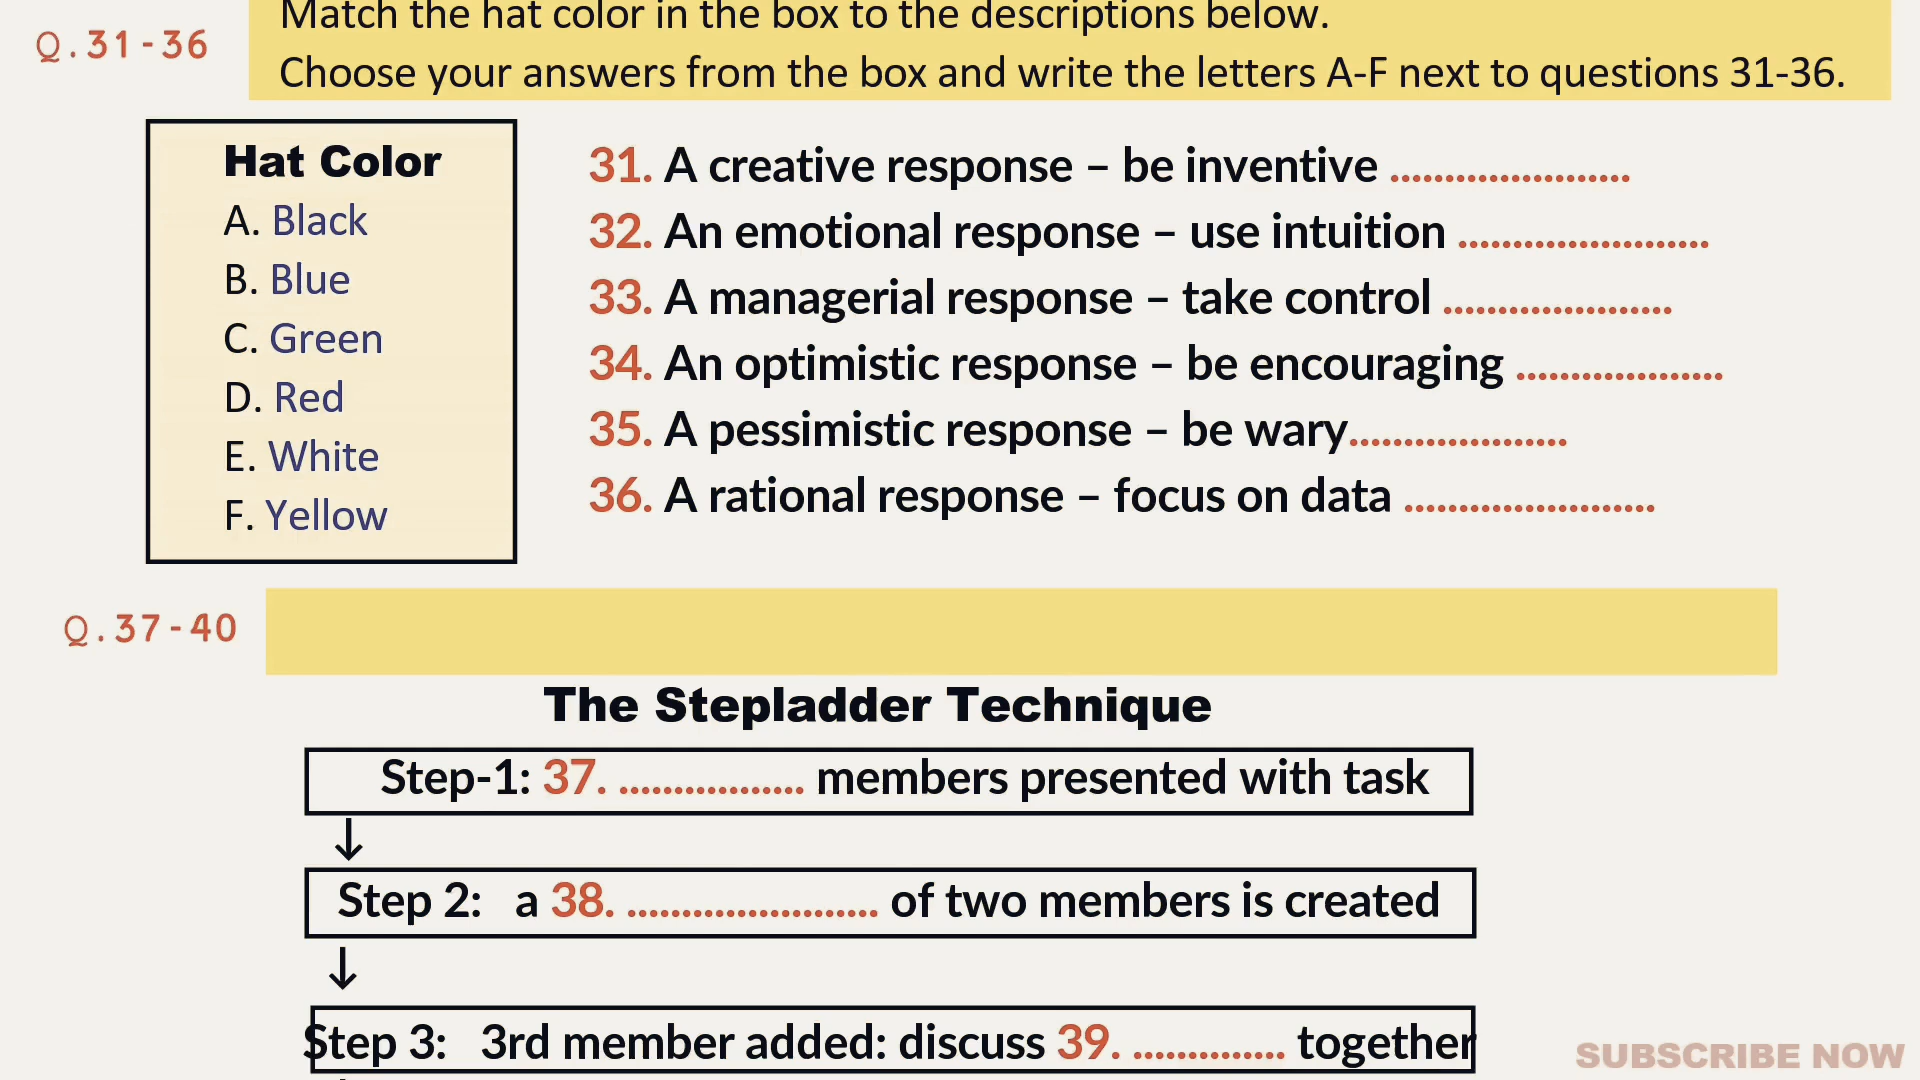 Match the hat color in the box to the descriptions below.
Q.31-36
Choose your answers from the box and write the letters A-F next to questions 31-36.
Hat Color
A. Black
B. Blue
C. Green
D. Red
E. White
F. Yellow
31. A creative response – be inventive ......................
32. An emotional response – use intuition .......................
33. A managerial response – take control .....................
34. An optimistic response – be encouraging ...................
35. A pessimistic response – be wary....................
36. A rational response – focus on data .......................
Q.37-40
The Stepladder Technique
Step-1: 37. ................. members presented with task
↓
Step 2: a 38. ....................... of two members is created
↓
Step 3: 3rd member added: discuss 39. .............. together
SUBSCRIBE NOW